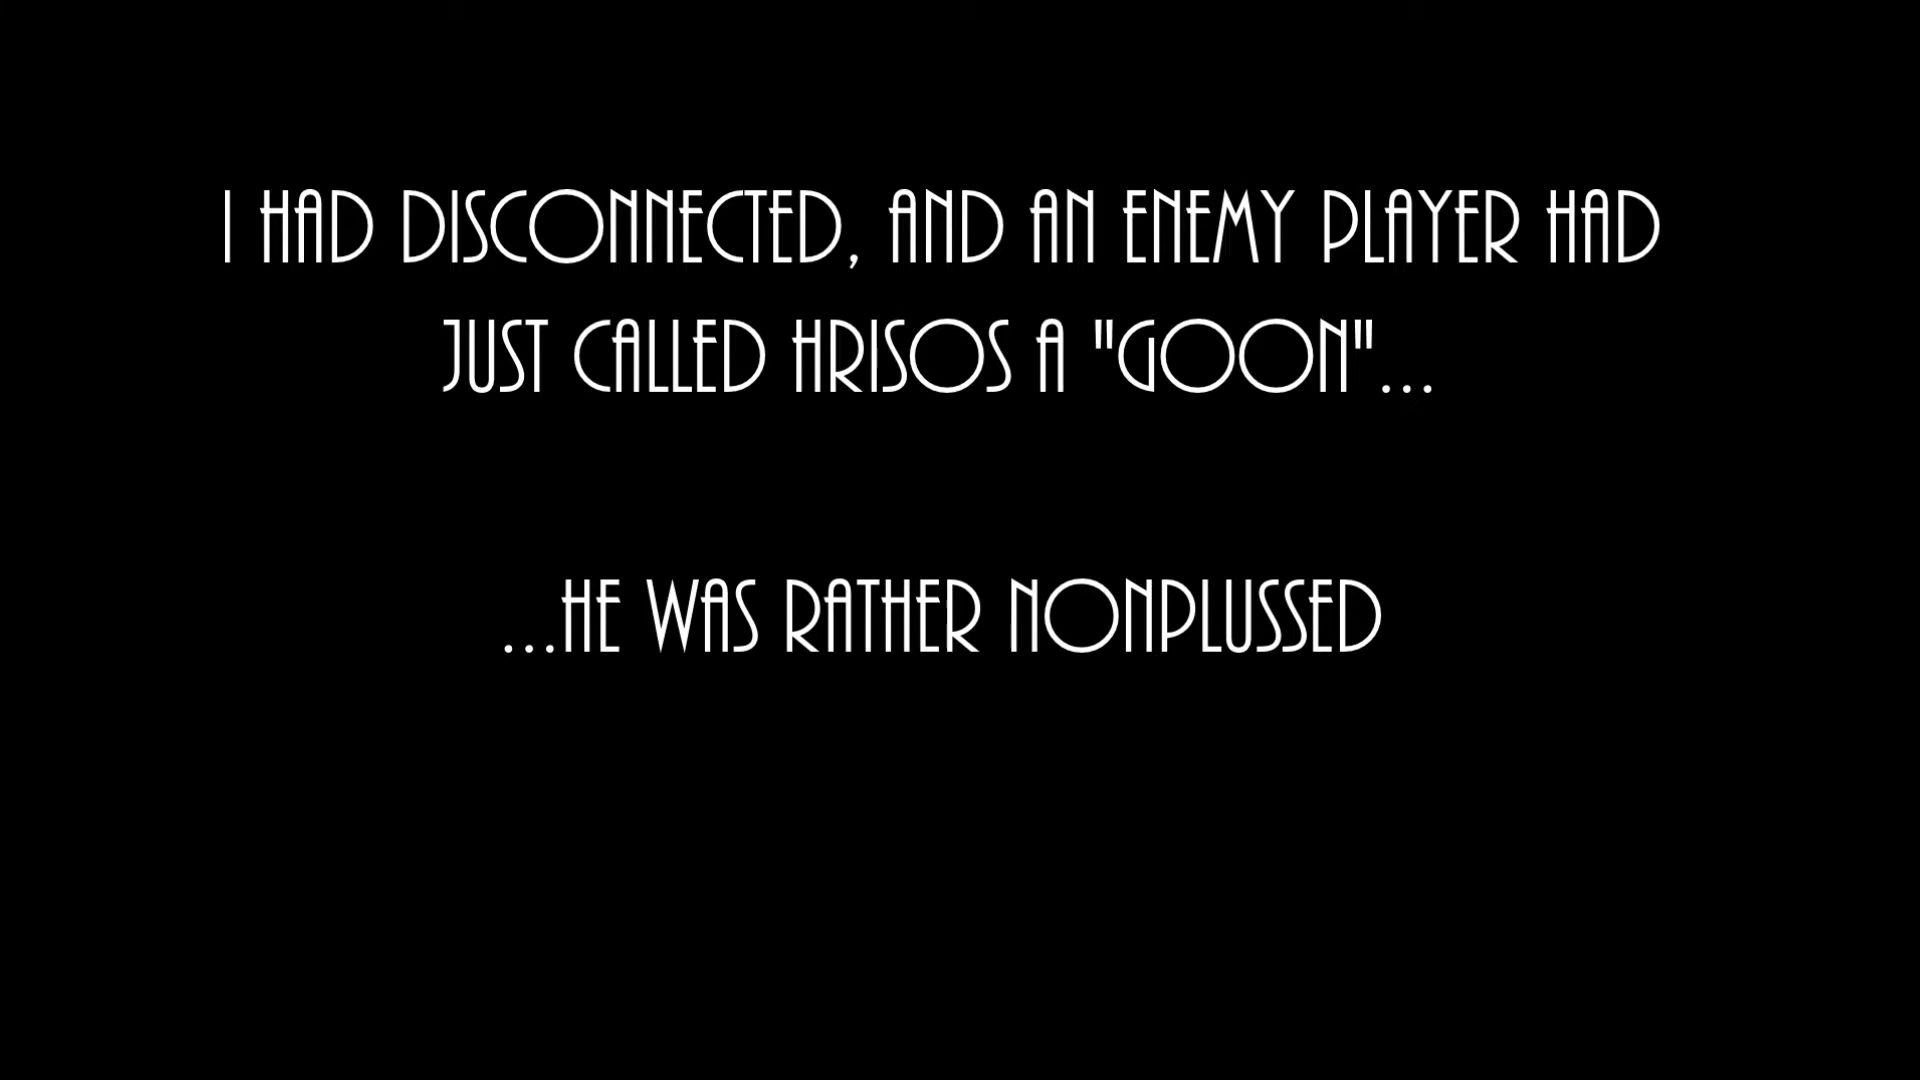 I HAD DISCONNECTED, AND AN ENEMY PLAYER HAD
JUST CALLED HRISOS A "GOON"...
...HE WAS RATHER NONPLUSSED